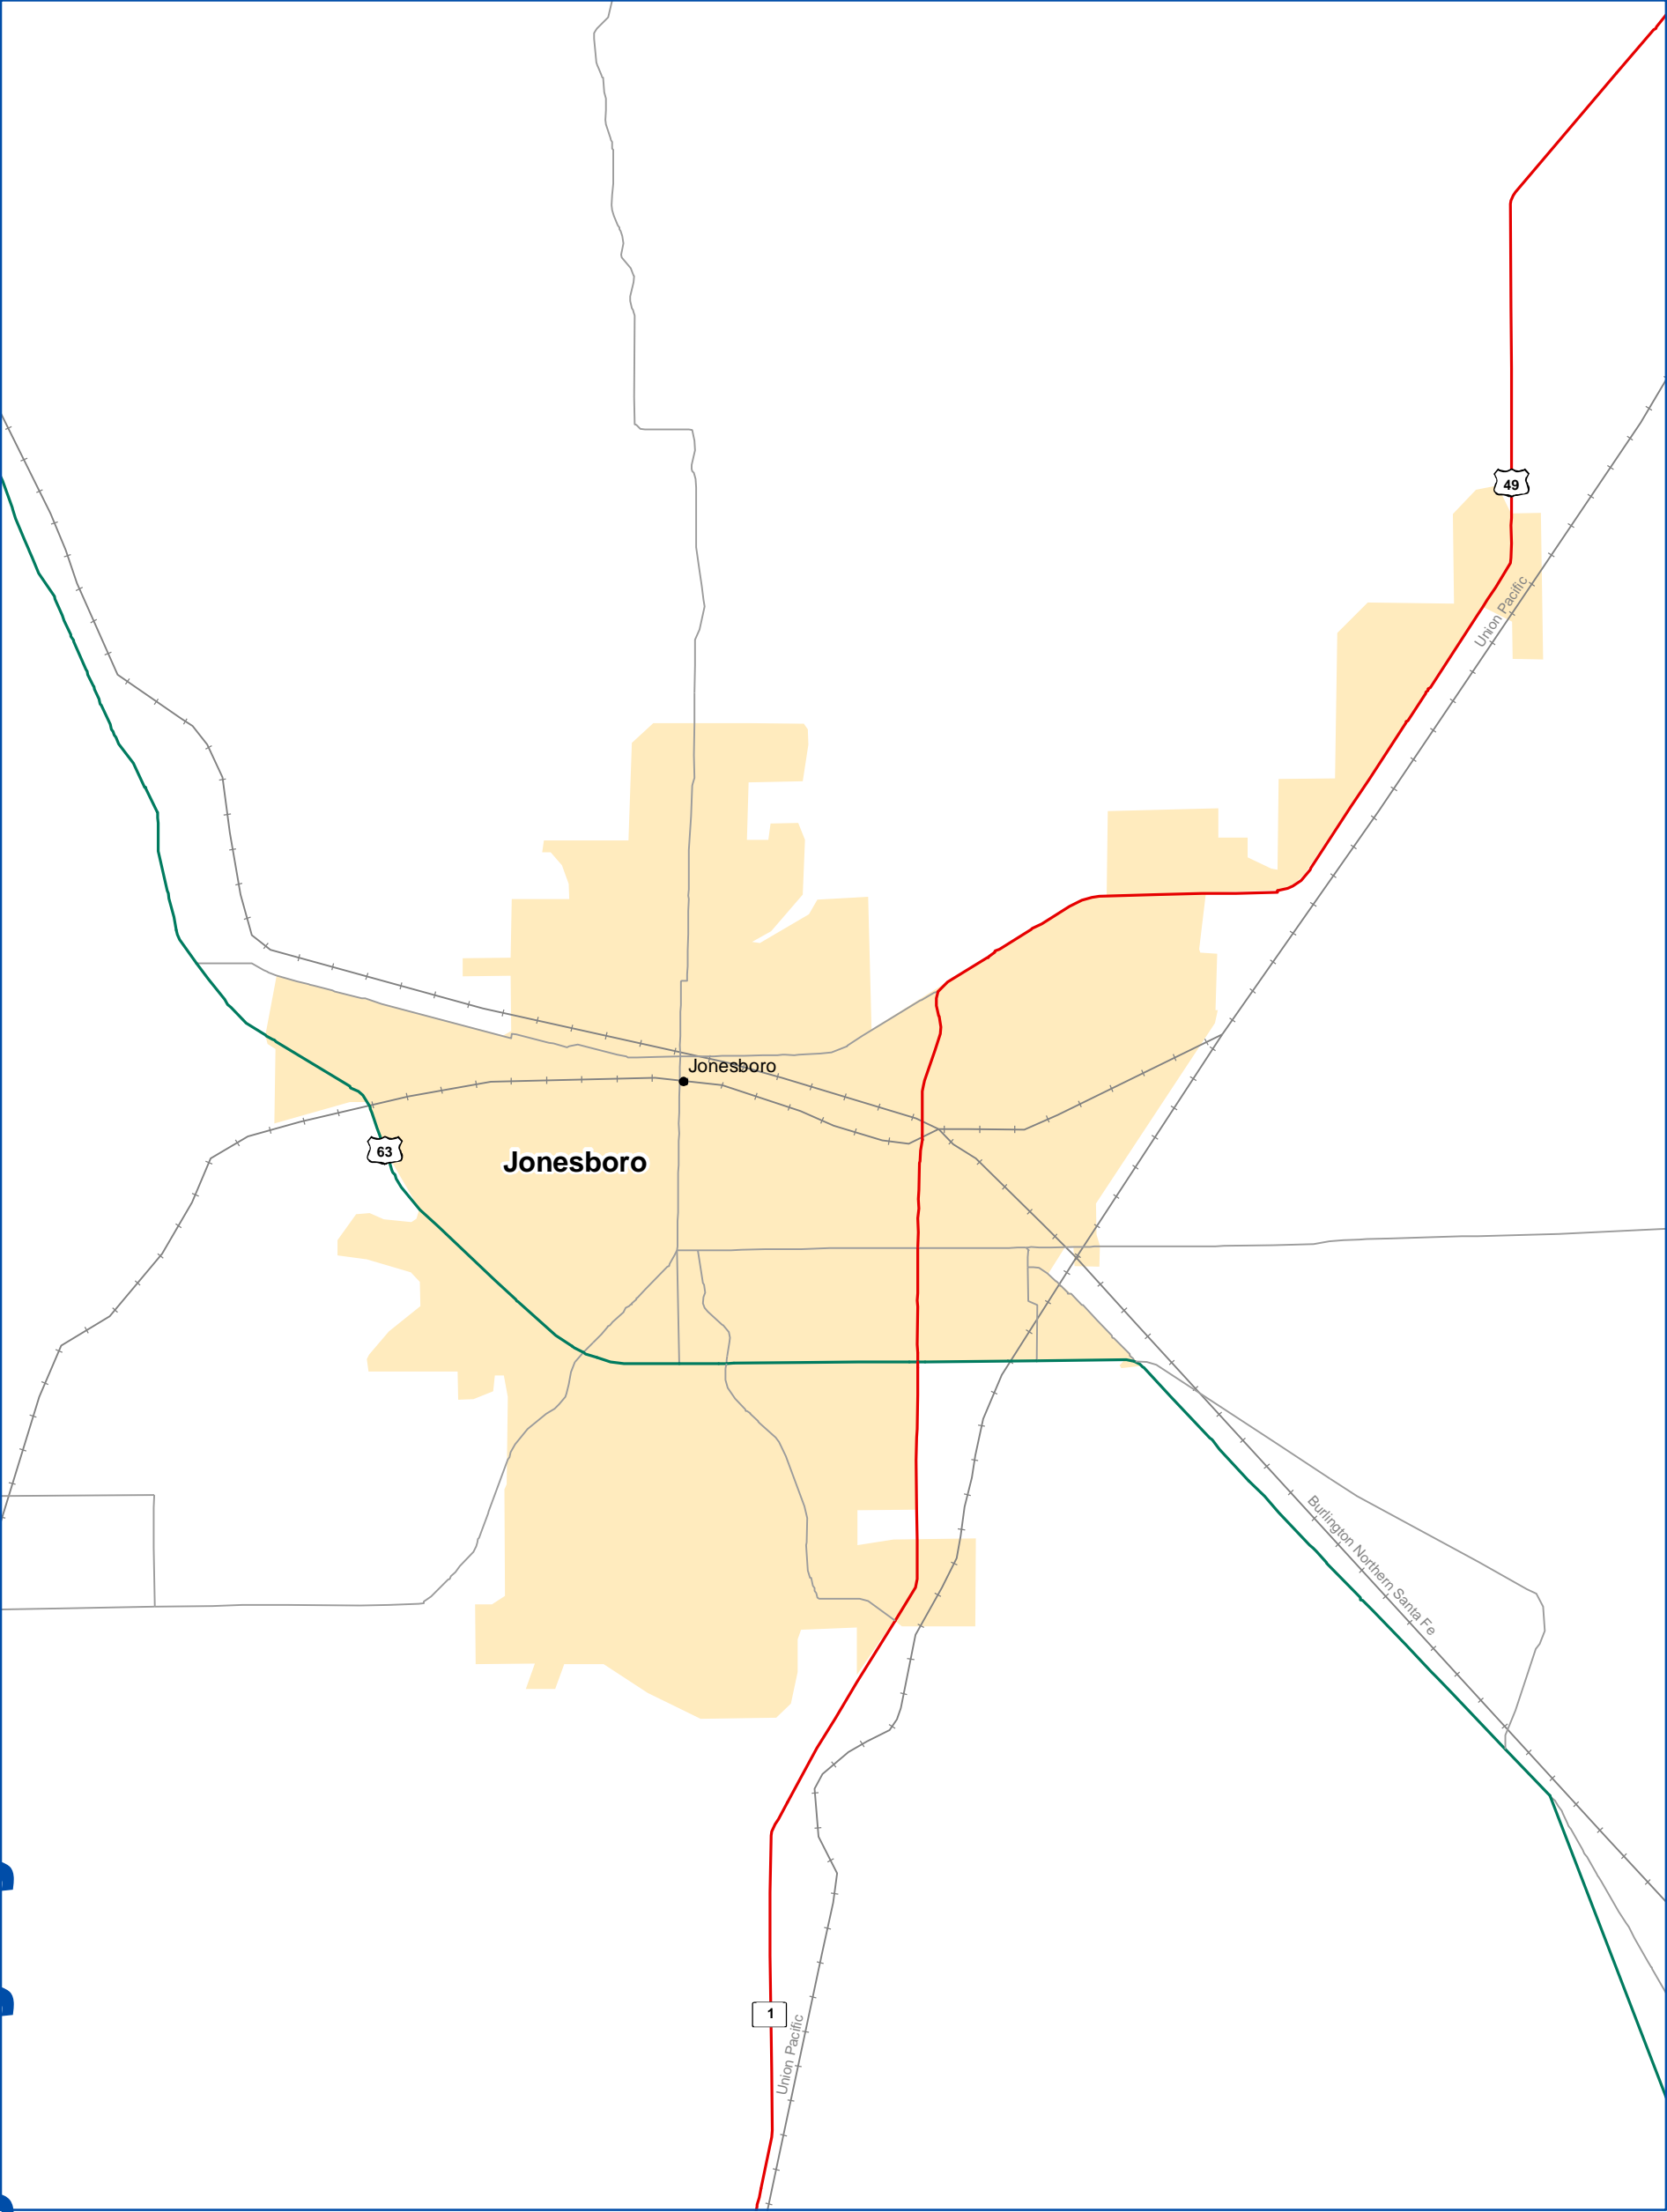 49
Union Pacific
Jonesboro
63
Jonesboro
Burlington Northern Santa Fe
1
Union Pacific